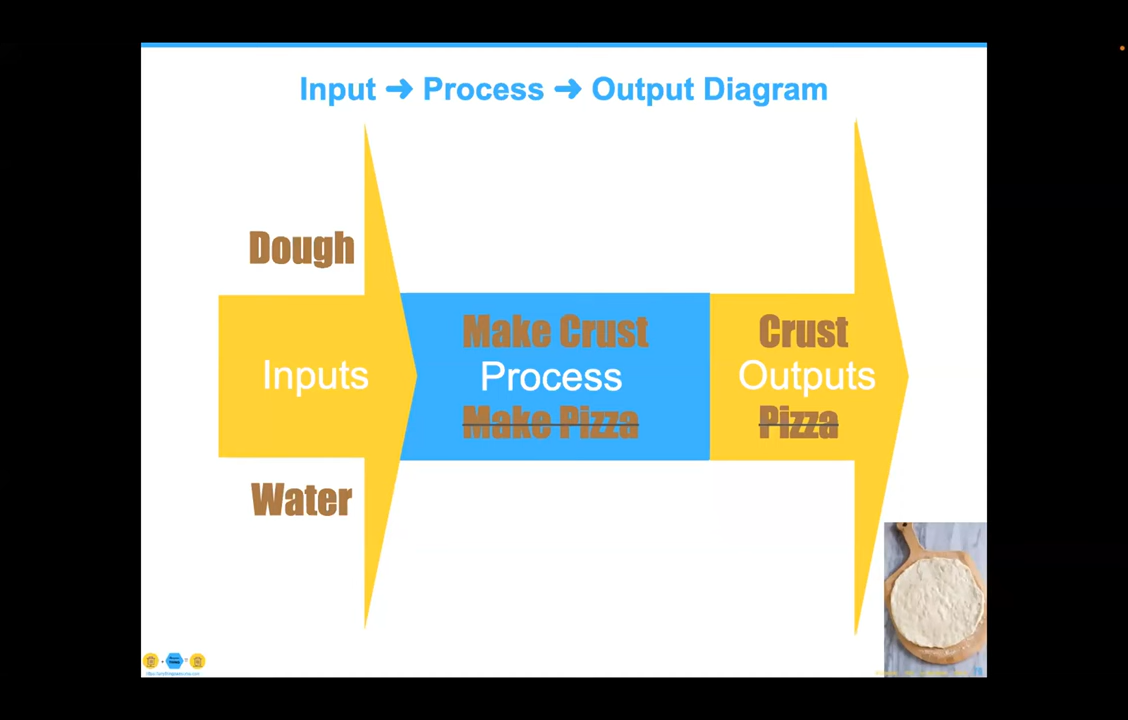 Input ➔ Process ➔ Output Diagram
Dough
Make Crust
Crust
Inputs
Process
Outputs
Make Pizza
Pizza
Water